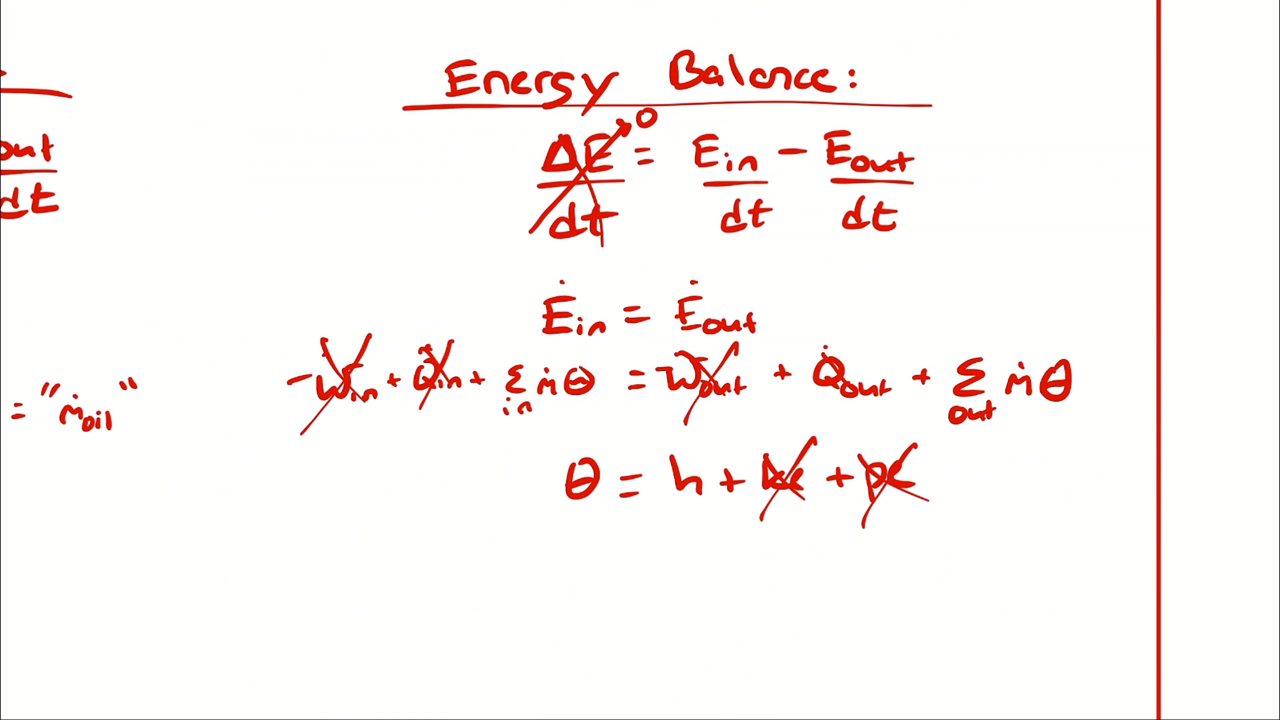 Energy Balance:
out
dt
ΔE/dt → 0 = Ein/dt − Eout/dt
Ėin = Ėout
= "ṁoil"
−Ẇin + Q̇in + Σin ṁθ = Ẇout + Q̇out + Σout ṁθ
θ = h + ke + pe